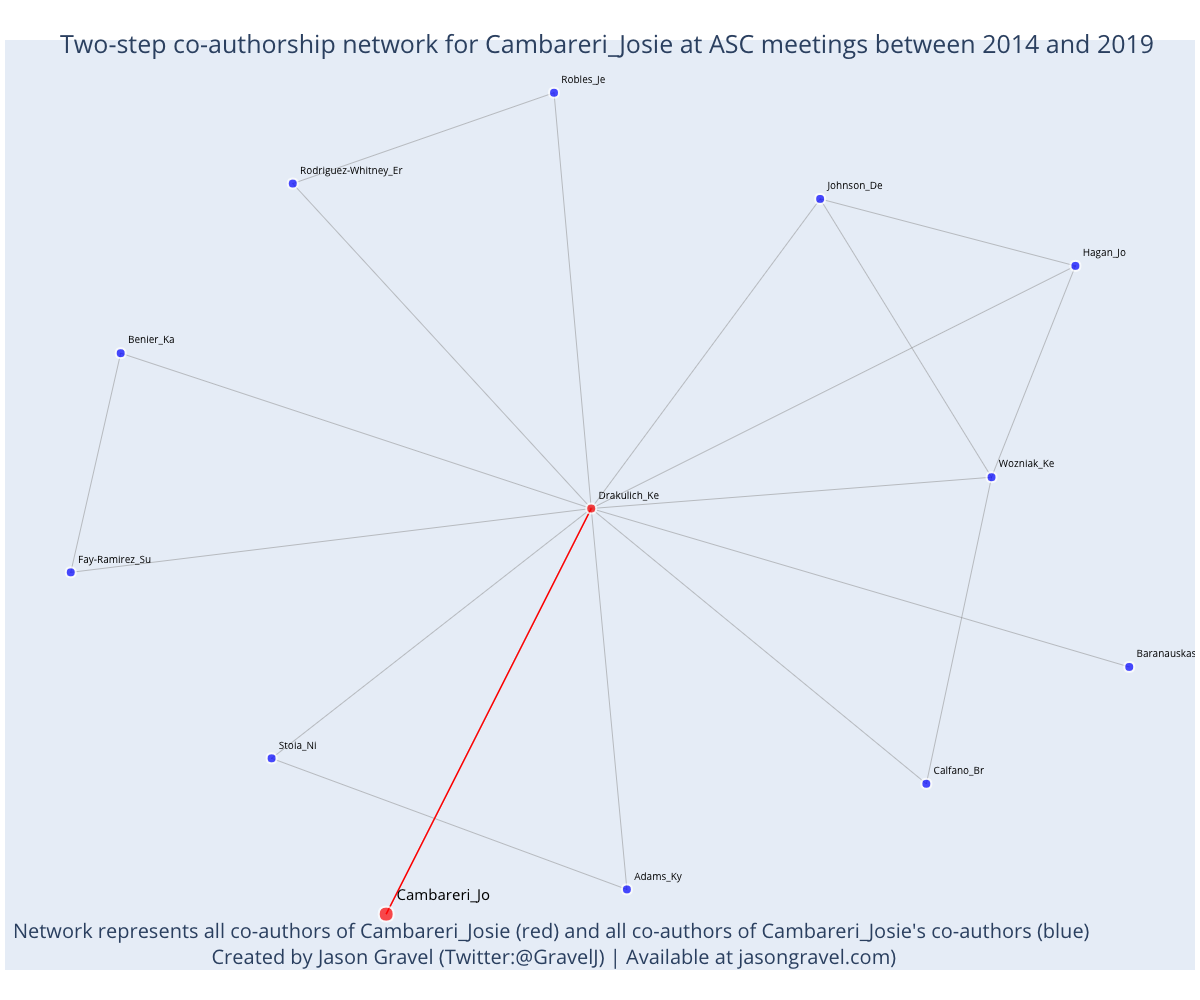 Two-step co-authorship network for Cambareri_Josie at ASC meetings between 2014 and 2019
Robles_Je
Rodriguez-Whitney_Er
Johnson_De
Hagan_Jo
Benier_Ka
Wozniak_Ke
Drakulich_Ke
Fay-Ramirez_Su
Baranauskas
Stoia_Ni
Calfano_Br
Adams_Ky
Cambareri_Jo
Network represents all co-authors of Cambareri_Josie (red) and all co-authors of Cambareri_Josie's co-authors (blue)
Created by Jason Gravel (Twitter:@GravelJ) | Available at jasongravel.com)